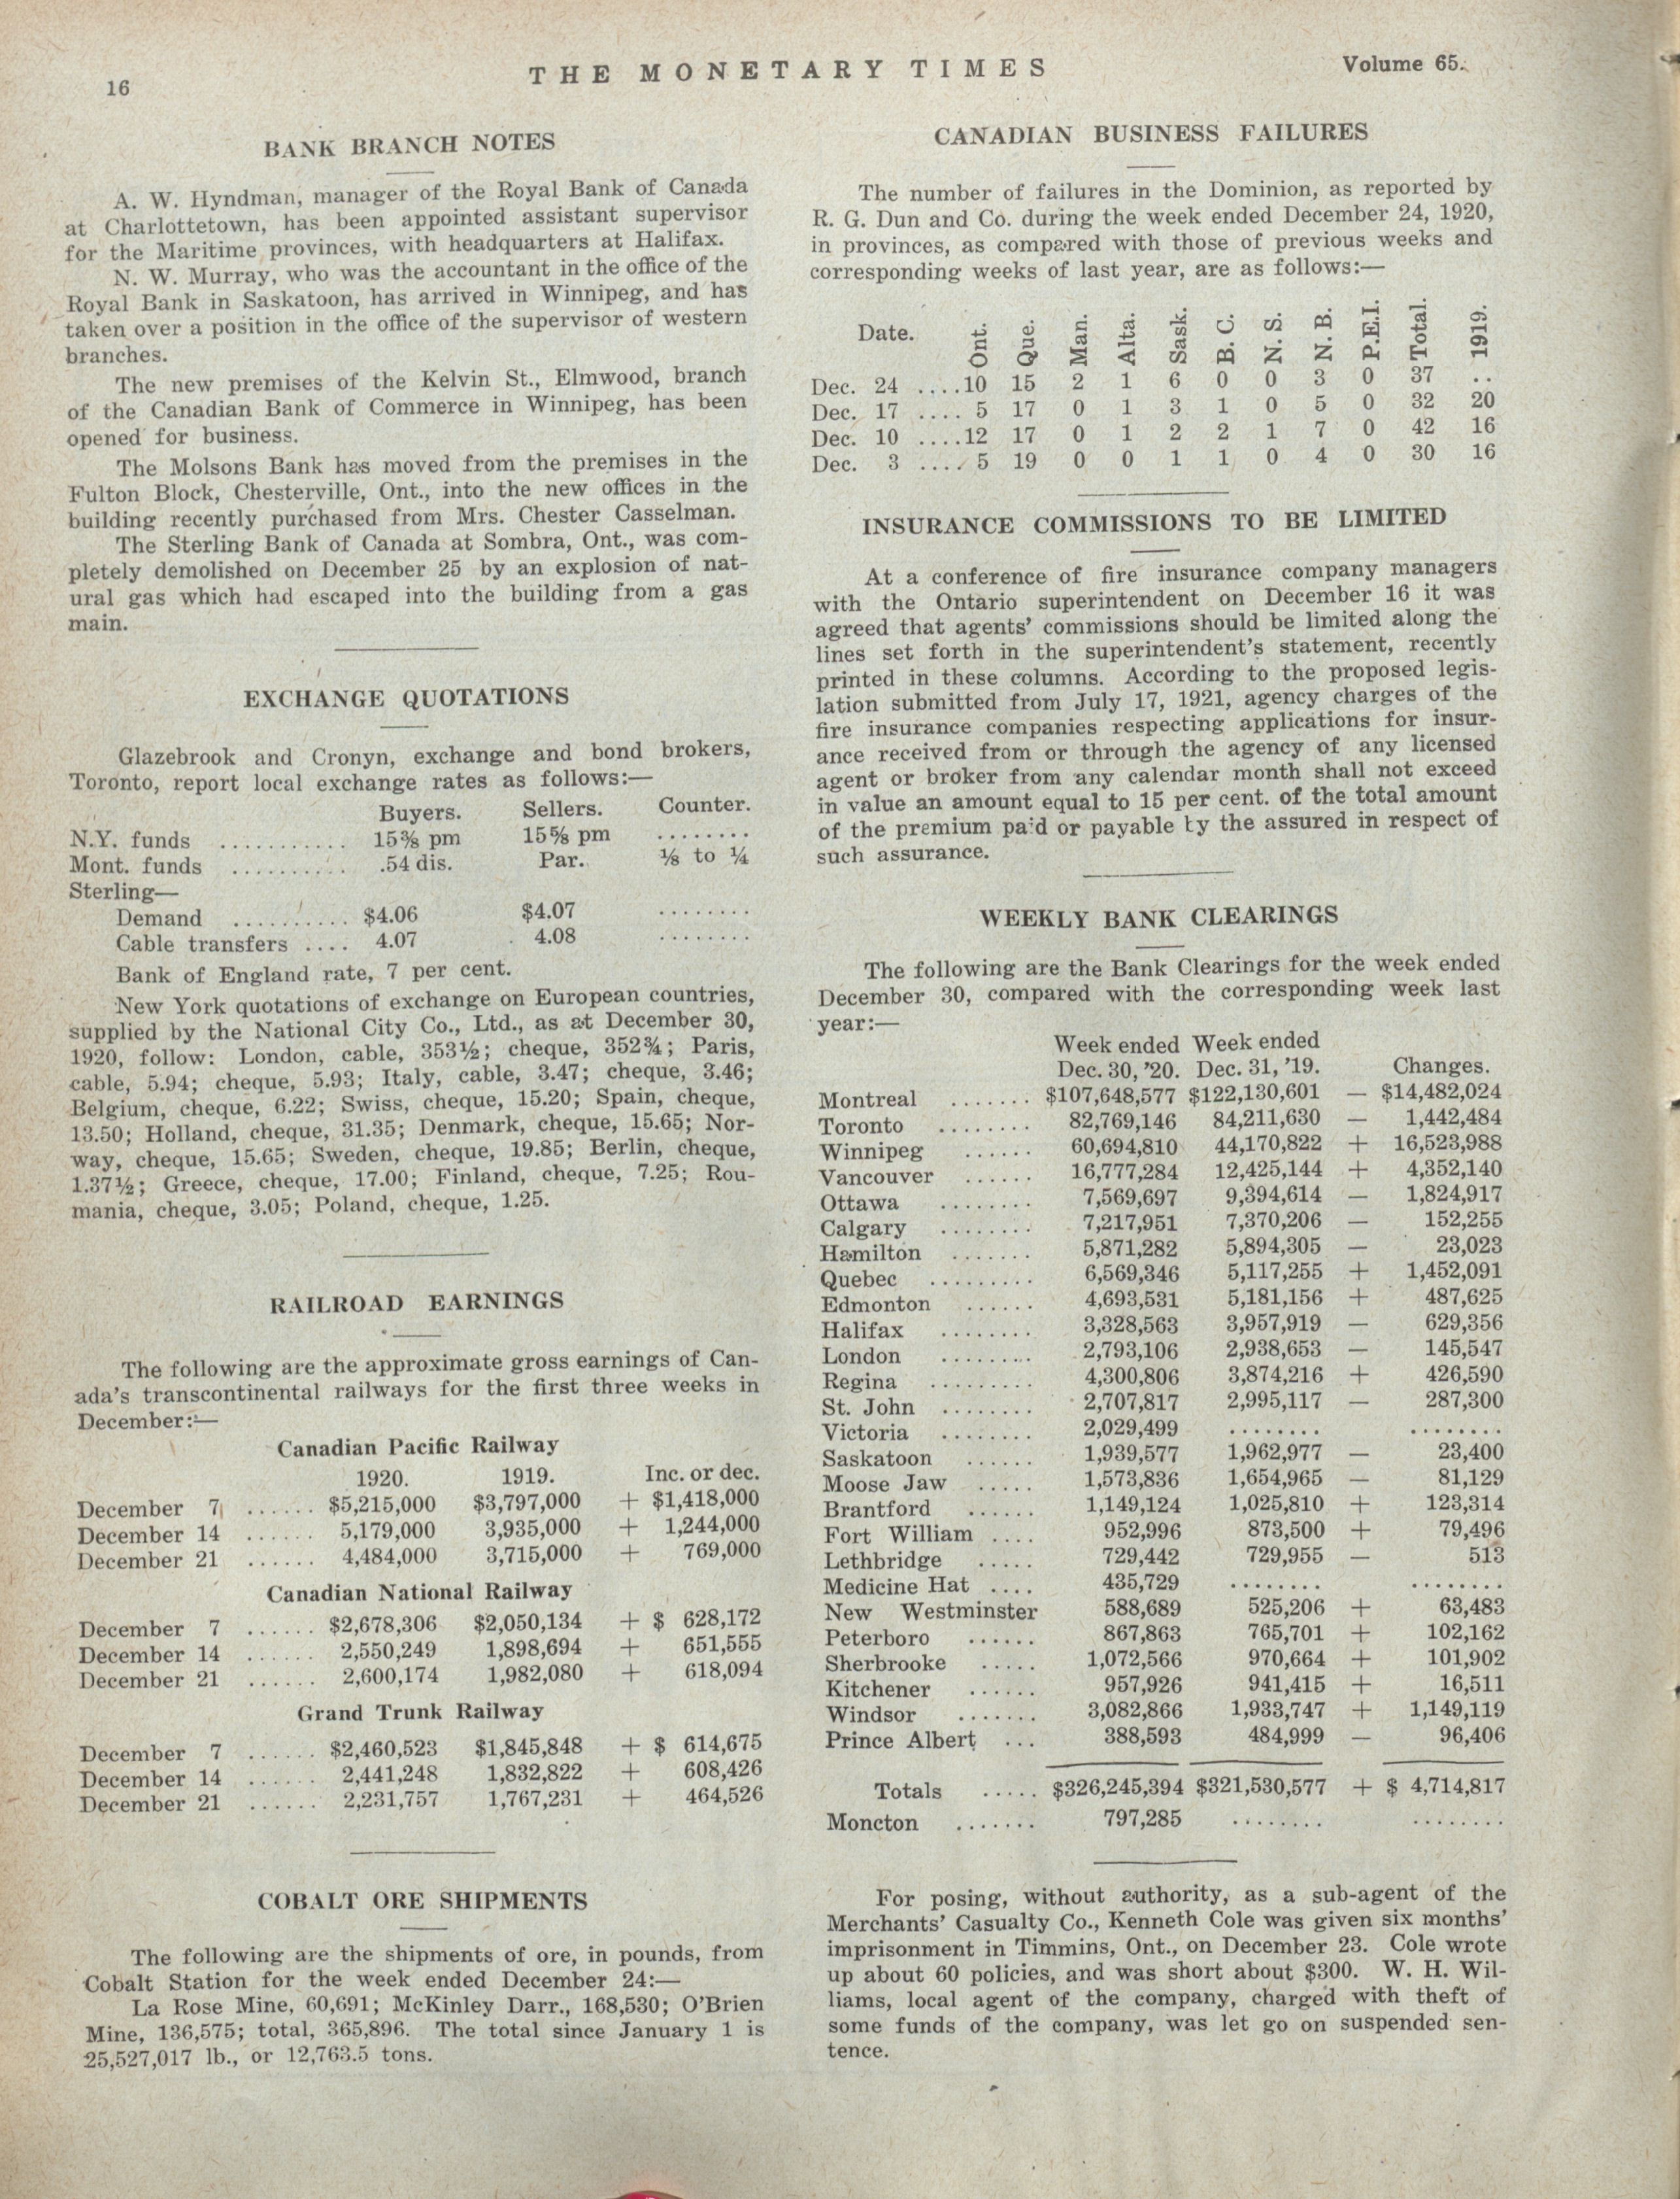 16
THE MONETARY TIMES
Volume 65.
BANK BRANCH NOTES
A. W. Hyndman, manager of the Royal Bank of Canada
at Charlottetown, has been appointed assistant supervisor
for the Maritime provinces, with headquarters at Halifax.
N. W. Murray, who was the accountant in the office of the
Royal Bank in Saskatoon, has arrived in Winnipeg, and has
taken over a position in the office of the supervisor of western
branches.
The new premises of the Kelvin St., Elmwood, branch
of the Canadian Bank of Commerce in Winnipeg, has been
opened for business.
The Molsons Bank has moved from the premises in the
Fulton Block, Chesterville, Ont., into the new offices in the
building recently purchased from Mrs. Chester Casselman.
The Sterling Bank of Canada at Sombra, Ont., was com-
pletely demolished on December 25 by an explosion of nat-
ural gas which had escaped into the building from a gas
main.
EXCHANGE QUOTATIONS
Glazebrook and Cronyn, exchange and bond brokers,
Toronto, report local exchange rates as follows:—
Buyers. Sellers. Counter.
N.Y. funds ........... 15⅜ pm 15⅝ pm ........
Mont. funds .......... .54 dis. Par. ⅛ to ¼
Sterling—
Demand .......... $4.06 $4.07 ........
Cable transfers .... 4.07 4.08 ........
Bank of England rate, 7 per cent.
New York quotations of exchange on European countries,
supplied by the National City Co., Ltd., as at December 30,
1920, follow: London, cable, 353½; cheque, 352¾; Paris,
cable, 5.94; cheque, 5.93; Italy, cable, 3.47; cheque, 3.46;
Belgium, cheque, 6.22; Swiss, cheque, 15.20; Spain, cheque,
13.50; Holland, cheque, 31.35; Denmark, cheque, 15.65; Nor-
way, cheque, 15.65; Sweden, cheque, 19.85; Berlin, cheque,
1.37½; Greece, cheque, 17.00; Finland, cheque, 7.25; Rou-
mania, cheque, 3.05; Poland, cheque, 1.25.
RAILROAD EARNINGS
The following are the approximate gross earnings of Can-
ada's transcontinental railways for the first three weeks in
December:—
Canadian Pacific Railway
1920. 1919. Inc. or dec.
December 7 ...... $5,215,000 $3,797,000 + $1,418,000
December 14 ...... 5,179,000 3,935,000 + 1,244,000
December 21 ...... 4,484,000 3,715,000 + 769,000
Canadian National Railway
December 7 ...... $2,678,306 $2,050,134 + $ 628,172
December 14 ...... 2,550,249 1,898,694 + 651,555
December 21 ...... 2,600,174 1,982,080 + 618,094
Grand Trunk Railway
December 7 ...... $2,460,523 $1,845,848 + $ 614,675
December 14 ...... 2,441,248 1,832,822 + 608,426
December 21 ...... 2,231,757 1,767,231 + 464,526
COBALT ORE SHIPMENTS
The following are the shipments of ore, in pounds, from
Cobalt Station for the week ended December 24:—
La Rose Mine, 60,691; McKinley Darr., 168,530; O'Brien
Mine, 136,575; total, 365,896. The total since January 1 is
25,527,017 lb., or 12,763.5 tons.
CANADIAN BUSINESS FAILURES
The number of failures in the Dominion, as reported by
R. G. Dun and Co. during the week ended December 24, 1920,
in provinces, as compared with those of previous weeks and
corresponding weeks of last year, are as follows:—
Date. Ont. Que. Man. Alta. Sask. B. C. N. S. N. B. P.E.I. Total. 1919.
Dec. 24 ....10 15 2 1 6 0 0 3 0 37 ..
Dec. 17 .... 5 17 0 1 3 1 0 5 0 32 20
Dec. 10 ....12 17 0 1 2 2 1 7 0 42 16
Dec. 3 .... 5 19 0 0 1 1 0 4 0 30 16
INSURANCE COMMISSIONS TO BE LIMITED
At a conference of fire insurance company managers
with the Ontario superintendent on December 16 it was
agreed that agents' commissions should be limited along the
lines set forth in the superintendent's statement, recently
printed in these columns. According to the proposed legis-
lation submitted from July 17, 1921, agency charges of the
fire insurance companies respecting applications for insur-
ance received from or through the agency of any licensed
agent or broker from any calendar month shall not exceed
in value an amount equal to 15 per cent. of the total amount
of the premium paid or payable by the assured in respect of
such assurance.
WEEKLY BANK CLEARINGS
The following are the Bank Clearings for the week ended
December 30, compared with the corresponding week last
year:—
Week ended Week ended
Dec. 30, '20. Dec. 31, '19. Changes.
Montreal ....... $107,648,577 $122,130,601 — $14,482,024
Toronto ........ 82,769,146 84,211,630 — 1,442,484
Winnipeg ...... 60,694,810 44,170,822 + 16,523,988
Vancouver ...... 16,777,284 12,425,144 + 4,352,140
Ottawa ........ 7,569,697 9,394,614 — 1,824,917
Calgary ........ 7,217,951 7,370,206 — 152,255
Hamilton ....... 5,871,282 5,894,305 — 23,023
Quebec ......... 6,569,346 5,117,255 + 1,452,091
Edmonton ...... 4,693,531 5,181,156 + 487,625
Halifax ........ 3,328,563 3,957,919 — 629,356
London ........ 2,793,106 2,938,653 — 145,547
Regina ......... 4,300,806 3,874,216 + 426,590
St. John ........ 2,707,817 2,995,117 — 287,300
Victoria ........ 2,029,499 ........ ........
Saskatoon ...... 1,939,577 1,962,977 — 23,400
Moose Jaw ..... 1,573,836 1,654,965 — 81,129
Brantford ...... 1,149,124 1,025,810 + 123,314
Fort William .... 952,996 873,500 + 79,496
Lethbridge ..... 729,442 729,955 — 513
Medicine Hat .... 435,729 ........ ........
New Westminster 588,689 525,206 + 63,483
Peterboro ...... 867,863 765,701 + 102,162
Sherbrooke ..... 1,072,566 970,664 + 101,902
Kitchener ...... 957,926 941,415 + 16,511
Windsor ....... 3,082,866 1,933,747 + 1,149,119
Prince Albert ... 388,593 484,999 — 96,406
Totals ..... $326,245,394 $321,530,577 + $ 4,714,817
Moncton ....... 797,285 ........ ........
For posing, without authority, as a sub-agent of the
Merchants' Casualty Co., Kenneth Cole was given six months'
imprisonment in Timmins, Ont., on December 23. Cole wrote
up about 60 policies, and was short about $300. W. H. Wil-
liams, local agent of the company, charged with theft of
some funds of the company, was let go on suspended sen-
tence.